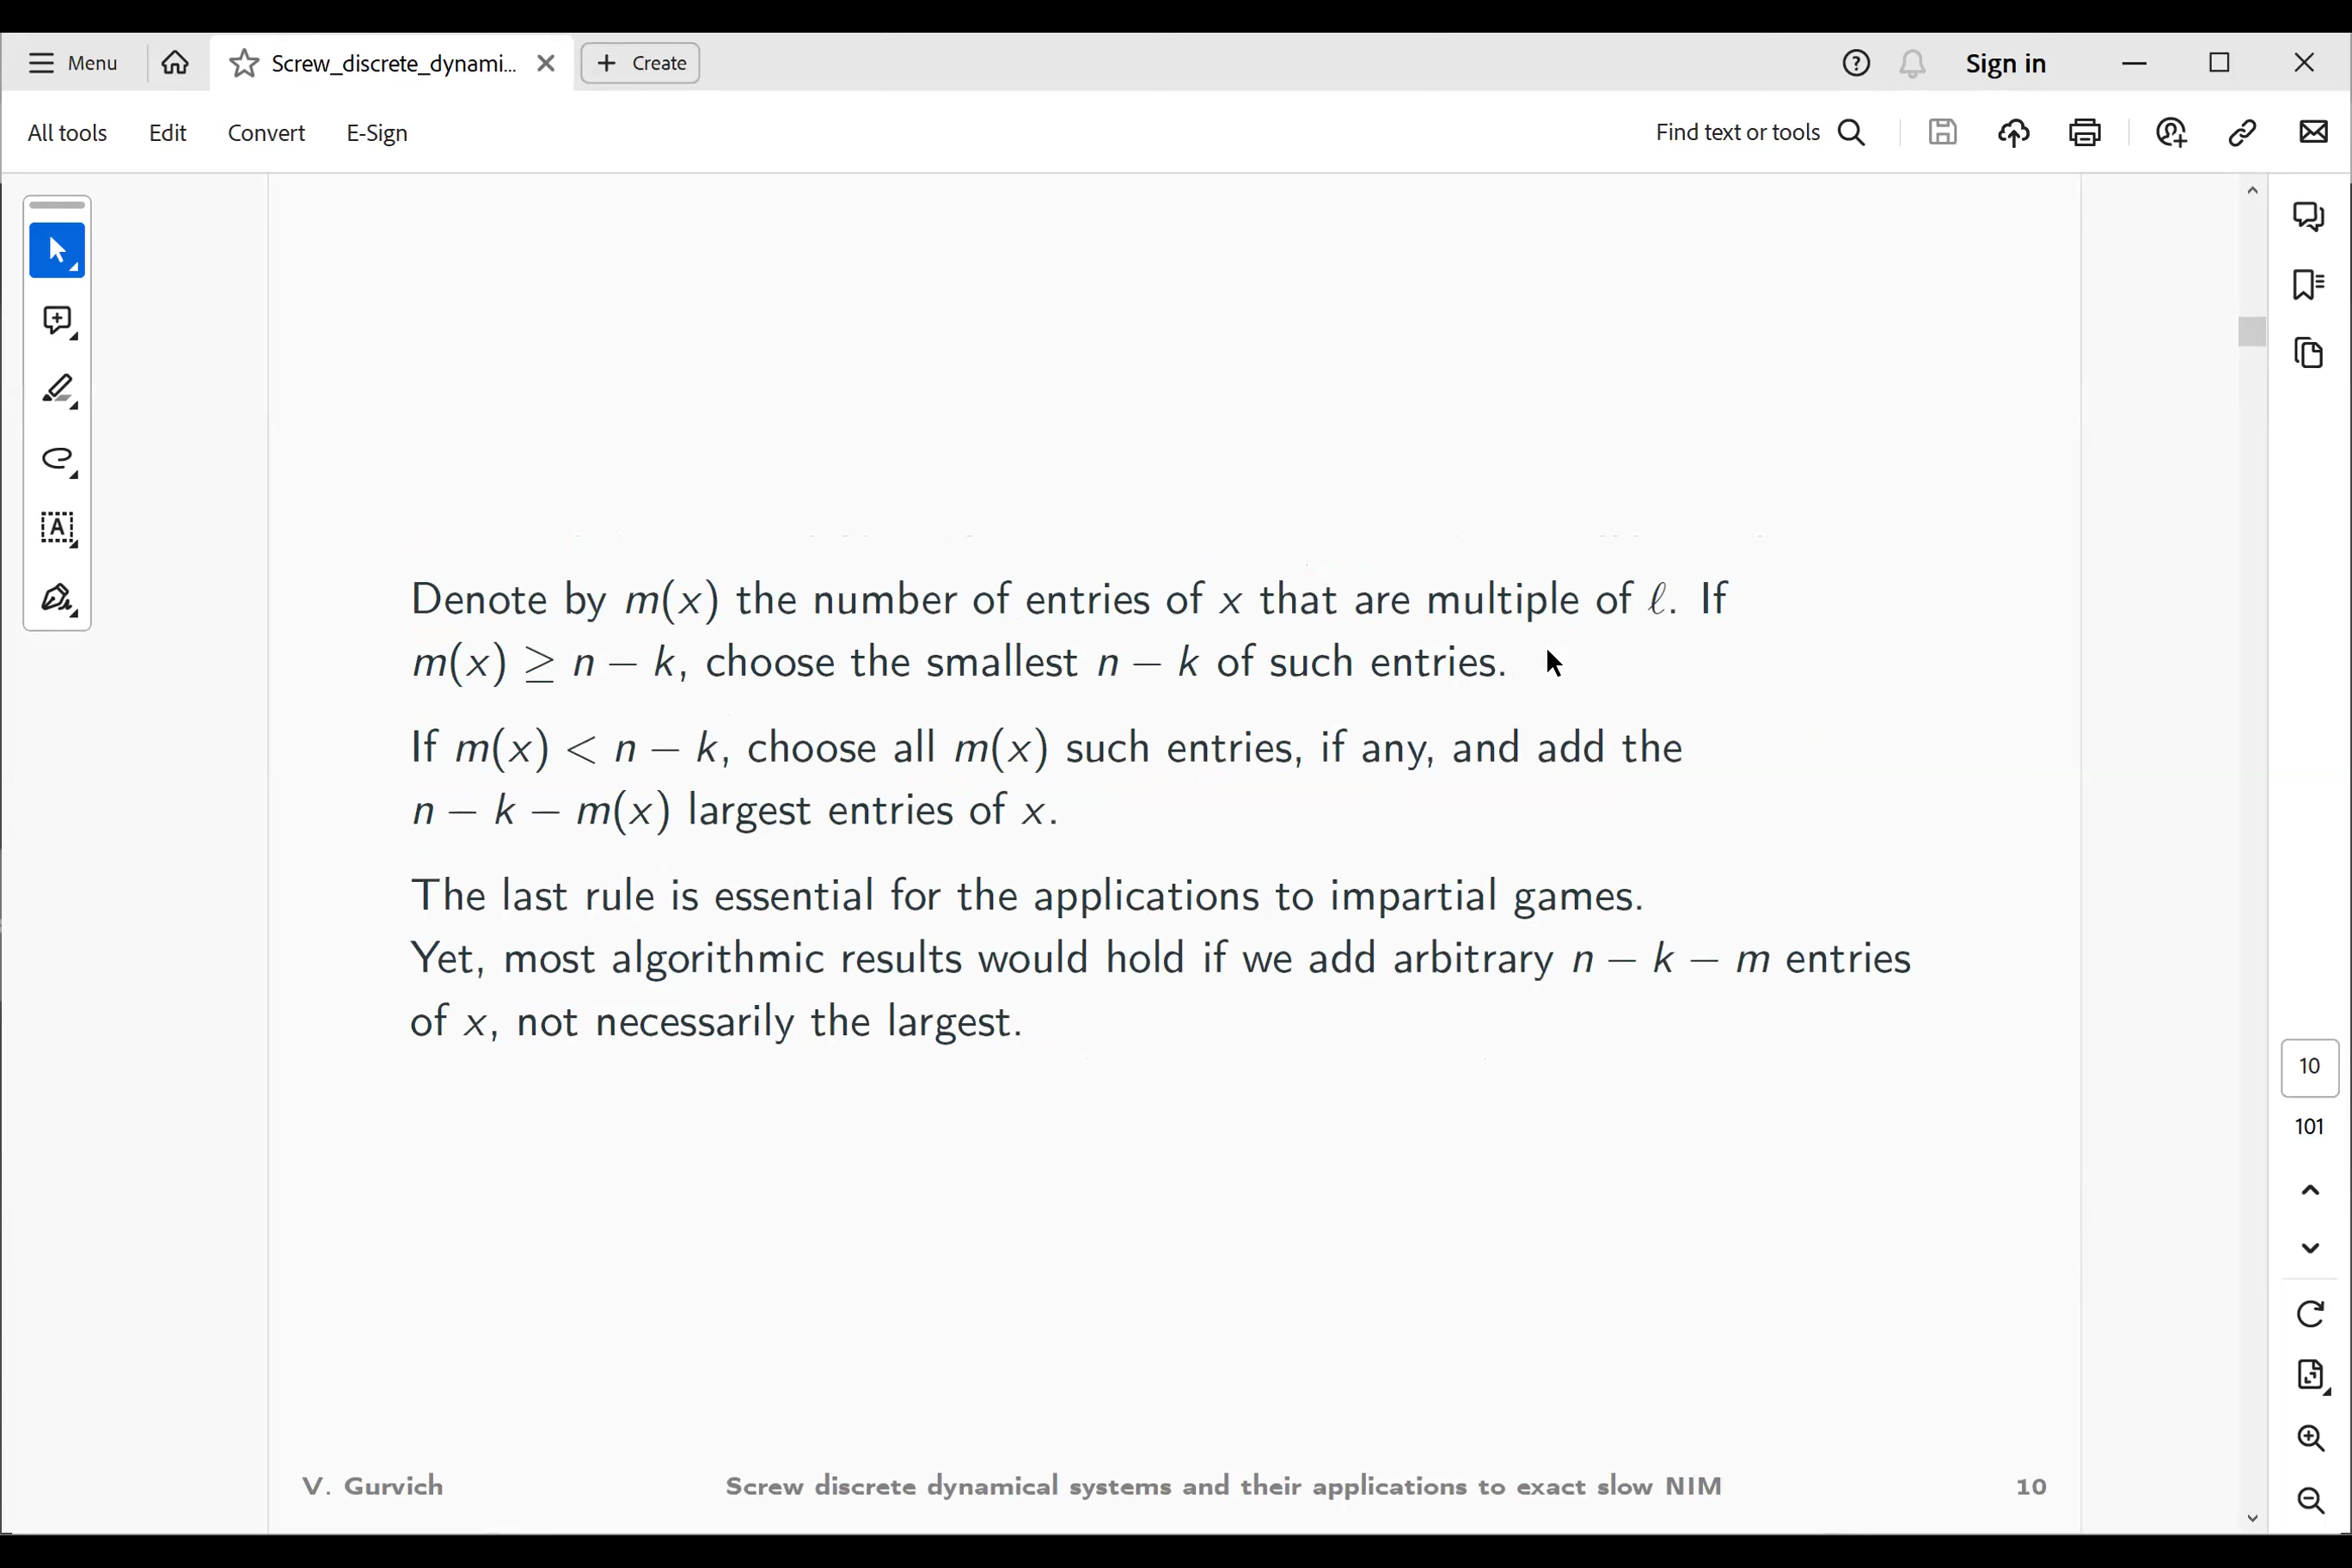 Menu
Screw_discrete_dynami...
Create
Sign in
All tools
Edit
Convert
E-Sign
Find text or tools
Denote by m(x) the number of entries of x that are multiple of ℓ. If
m(x) ≥ n − k, choose the smallest n − k of such entries.
If m(x) < n − k, choose all m(x) such entries, if any, and add the
n − k − m(x) largest entries of x.
The last rule is essential for the applications to impartial games.
Yet, most algorithmic results would hold if we add arbitrary n − k − m entries
of x, not necessarily the largest.
10
101
V. Gurvich
Screw discrete dynamical systems and their applications to exact slow NIM
10